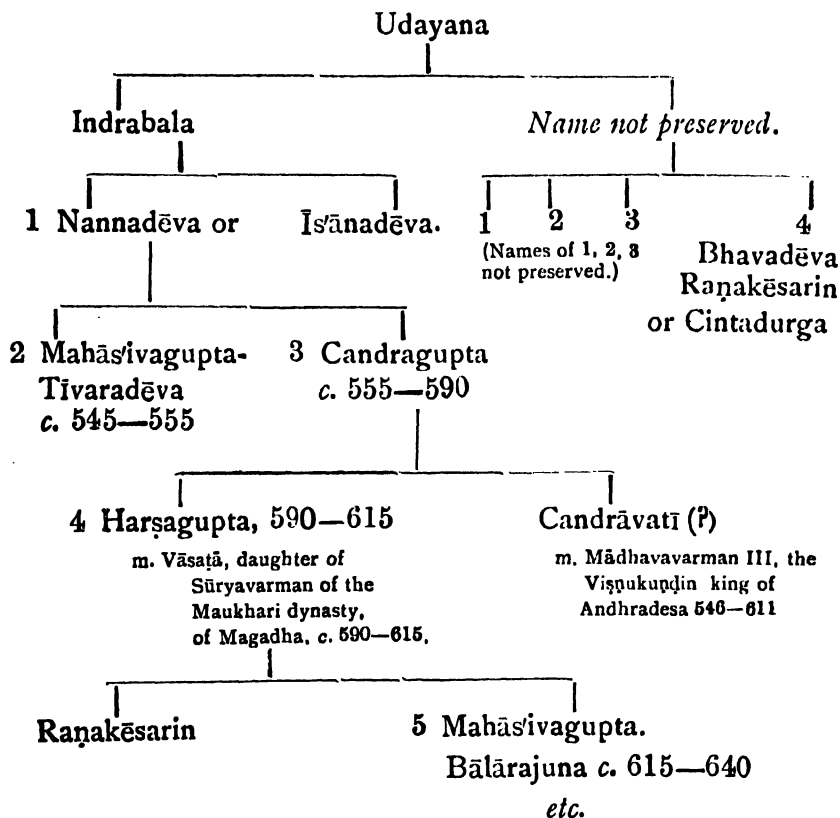 Udayana
Indrabala Name not preserved.
1 Nannadēva or Īs'ānadēva. 1 2 3 4
(Names of 1, 2, 3
not preserved.)
Bhavadēva
Raṇakēsarin
or Cintadurga
2 Mahās'ivagupta- 3 Candragupta
Tīvaradēva c. 555—590
c. 545—555
4 Harṣagupta, 590—615 Candrāvatī (?)
m. Vāsaṭā, daughter of
Sūryavarman of the
Maukhari dynasty,
of Magadha, c. 590—615,
m. Mādhavavarman III, the
Viṣṇukuṇḍin king of
Andhradesa 546—611
Raṇakēsarin 5 Mahās'ivagupta.
Bālārajuna c. 615—640
etc.